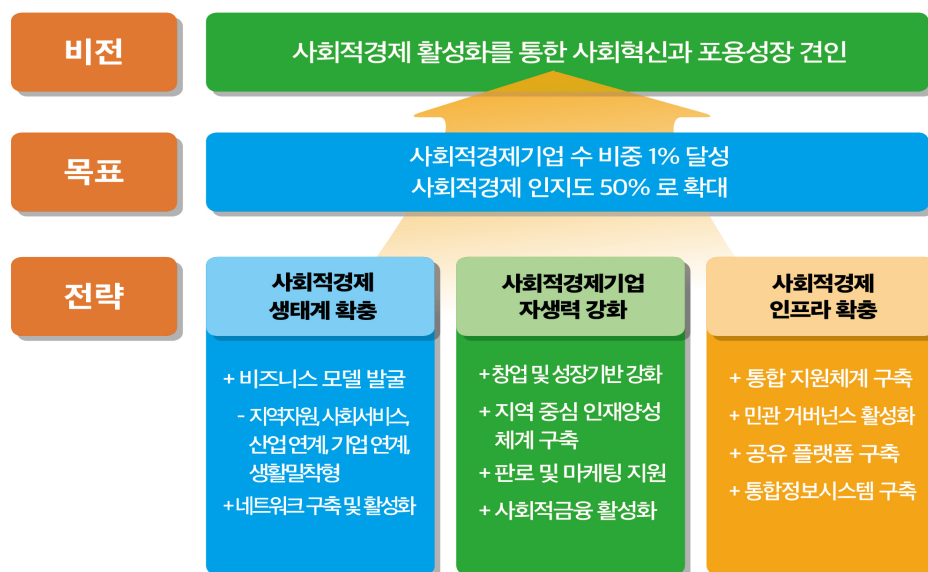 비전
사회적경제 활성화를 통한 사회혁신과 포용성장 견인
목표
사회적경제기업 수 비중 1% 달성
사회적경제 인지도 50% 로 확대
전략
사회적경제
생태계 확충
+ 비즈니스 모델 발굴
- 지역자원, 사회서비스,
산업 연계, 기업 연계,
생활밀착형
+ 네트워크 구축 및 활성화
사회적경제기업
자생력 강화
+ 창업 및 성장기반 강화
+ 지역 중심 인재양성
체계 구축
+ 판로 및 마케팅 지원
+ 사회적금융 활성화
사회적경제
인프라 확충
+ 통합 지원체계 구축
+ 민관 거버넌스 활성화
+ 공유 플랫폼 구축
+ 통합정보시스템 구축